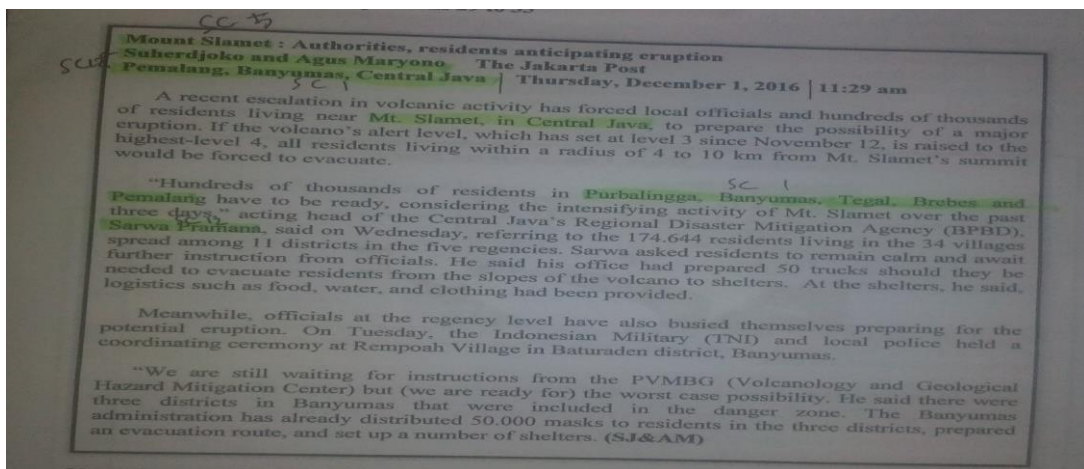 CC 5
Mount Slamet : Authorities, residents anticipating eruption
Suherdjoko and Agus Maryono The Jakarta Post
Pemalang, Banyumas, Central Java | Thursday, December 1, 2016 | 11:29 am
SC 1
A recent escalation in volcanic activity has forced local officials and hundreds of thousands
of residents living near Mt. Slamet, in Central Java, to prepare the possibility of a major
eruption. If the volcano's alert level, which has set at level 3 since November 12, is raised to the
highest-level 4, all residents living within a radius of 4 to 10 km from Mt. Slamet's summit
would be forced to evacuate.
SC 1
"Hundreds of thousands of residents in Purbalingga, Banyumas, Tegal, Brebes and
Pemalang have to be ready, considering the intensifying activity of Mt. Slamet over the past
three days," acting head of the Central Java's Regional Disaster Mitigation Agency (BPBD),
Sarwa Pramana, said on Wednesday, referring to the 174.644 residents living in the 34 villages
spread among 11 districts in the five regencies. Sarwa asked residents to remain calm and await
further instruction from officials. He said his office had prepared 50 trucks should they be
needed to evacuate residents from the slopes of the volcano to shelters. At the shelters, he said,
logistics such as food, water, and clothing had been provided.
Meanwhile, officials at the regency level have also busied themselves preparing for the
potential eruption. On Tuesday, the Indonesian Military (TNI) and local police held a
coordinating ceremony at Rempoah Village in Baturaden district, Banyumas.
"We are still waiting for instructions from the PVMBG (Volcanology and Geological
Hazard Mitigation Center) but (we are ready for) the worst case possibility. He said there were
three districts in Banyumas that were included in the danger zone. The Banyumas
administration has already distributed 50.000 masks to residents in the three districts, prepared
an evacuation route, and set up a number of shelters. (SJ&AM)